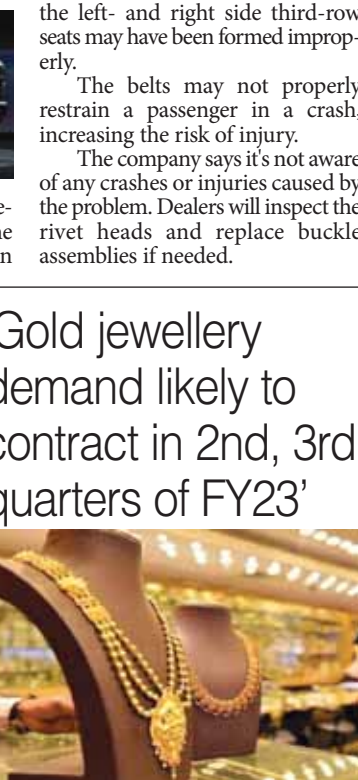 the left- and right side third-row
seats may have been formed improp-
erly.
The belts may not properly
restrain a passenger in a crash,
increasing the risk of injury.
The company says it's not aware
of any crashes or injuries caused by
the problem. Dealers will inspect the
rivet heads and replace buckle
assemblies if needed.
Gold jewellery
demand likely to
contract in 2nd, 3rd
quarters of FY23’